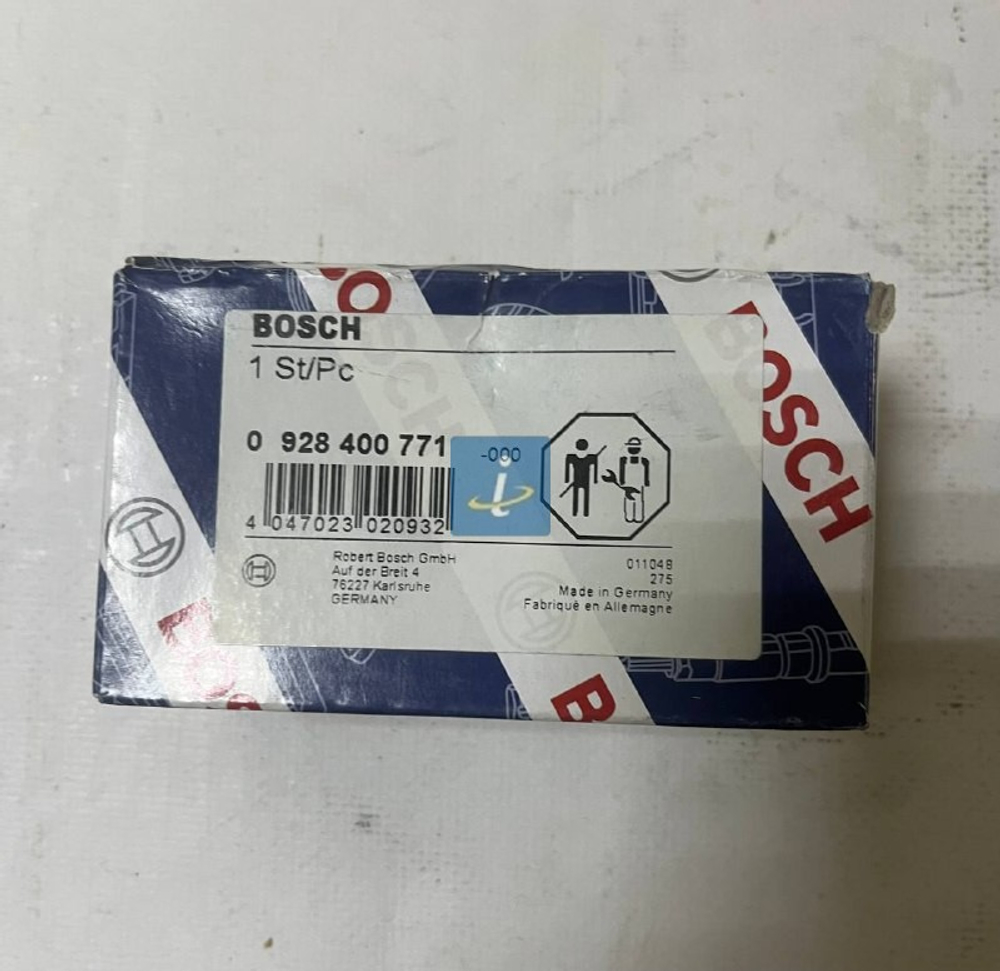 BOSCH
BOSCH
1 St/Pc
0 928 400 771 -000
4 047023 020932
Robert Bosch GmbH
Auf der Breit 4
76227 Karlsruhe
GERMANY
011048
275
Made in Germany
Fabriqué en Allemagne